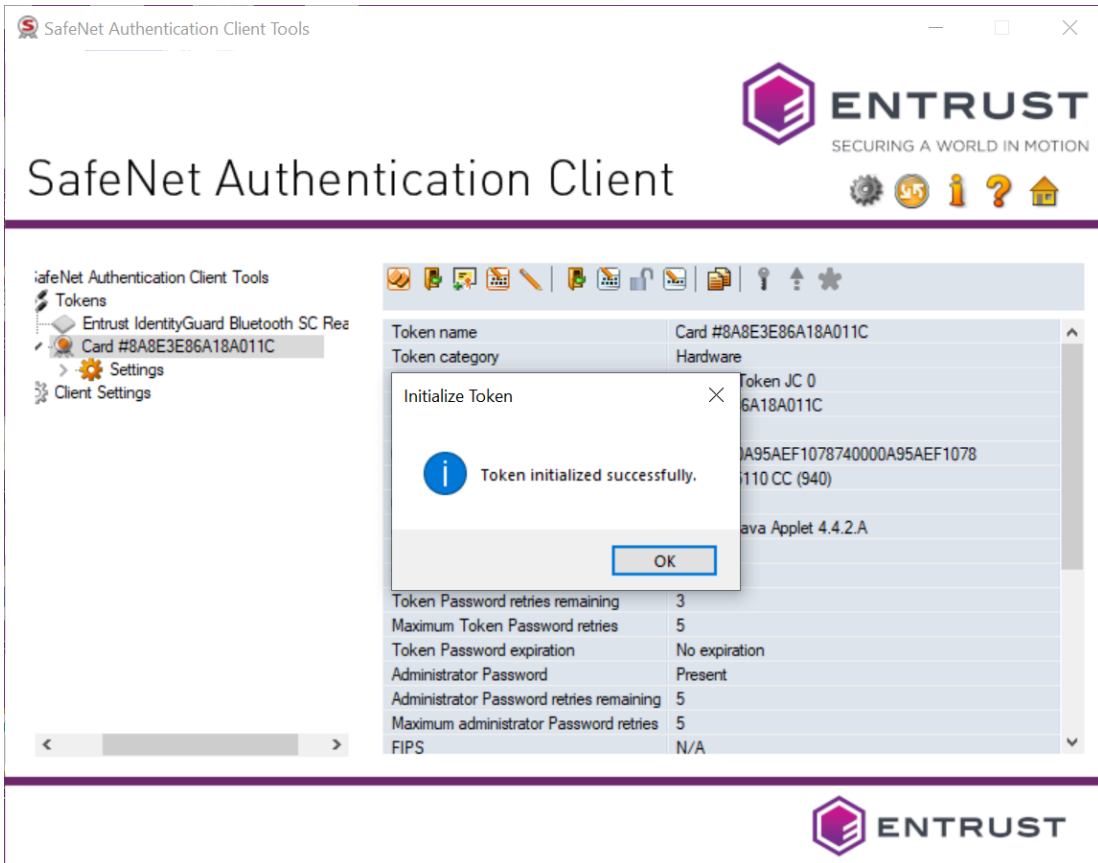 SafeNet Authentication Client Tools
ENTRUST
SECURING A WORLD IN MOTION
SafeNet Authentication Client
afeNet Authentication Client Tools
Tokens
Entrust IdentityGuard Bluetooth SC Rea
Card #8A8E3E86A18A011C
Settings
Client Settings
Token name Card #8A8E3E86A18A011C
Token category Hardware
Token JC 0
6A18A011C
0A95AEF1078740000A95AEF1078
5110 CC (940)
ava Applet 4.4.2.A
Initialize Token
Token initialized successfully.
OK
Token Password retries remaining 3
Maximum Token Password retries 5
Token Password expiration No expiration
Administrator Password Present
Administrator Password retries remaining 5
Maximum administrator Password retries 5
FIPS N/A
ENTRUST